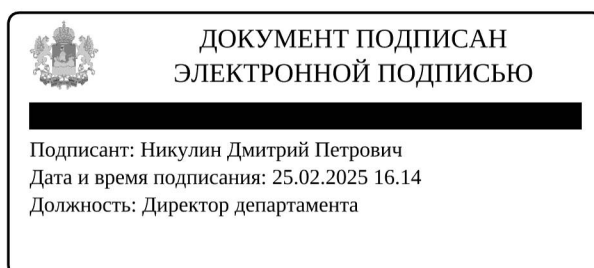 ДОКУМЕНТ ПОДПИСАН
ЭЛЕКТРОННОЙ ПОДПИСЬЮ
Подписант: Никулин Дмитрий Петрович
Дата и время подписания: 25.02.2025 16.14
Должность: Директор департамента